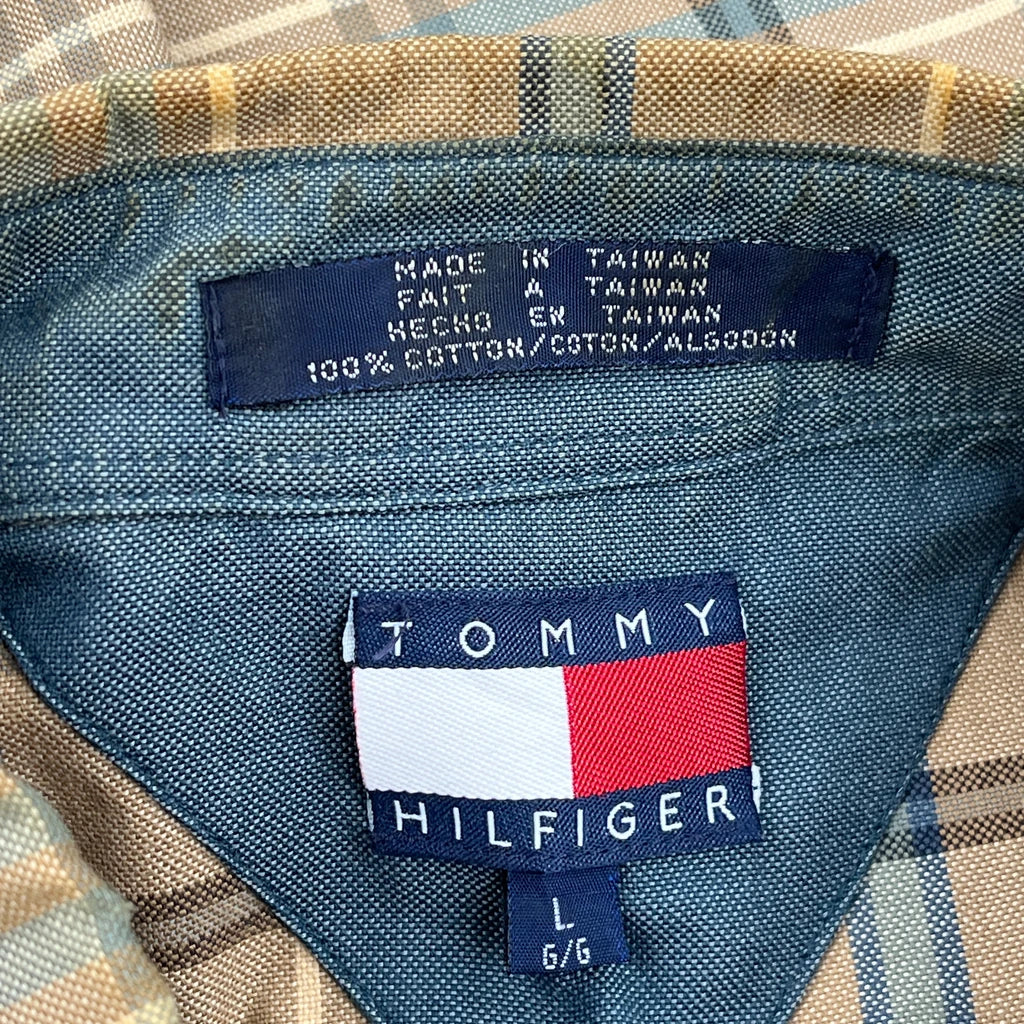 MADE IN TAIWAN
FAIT A TAIWAN
HECHO EN TAIWAN
100% COTTON/COTON/ALGODON
TOMMY
HILFIGER
L
G/G